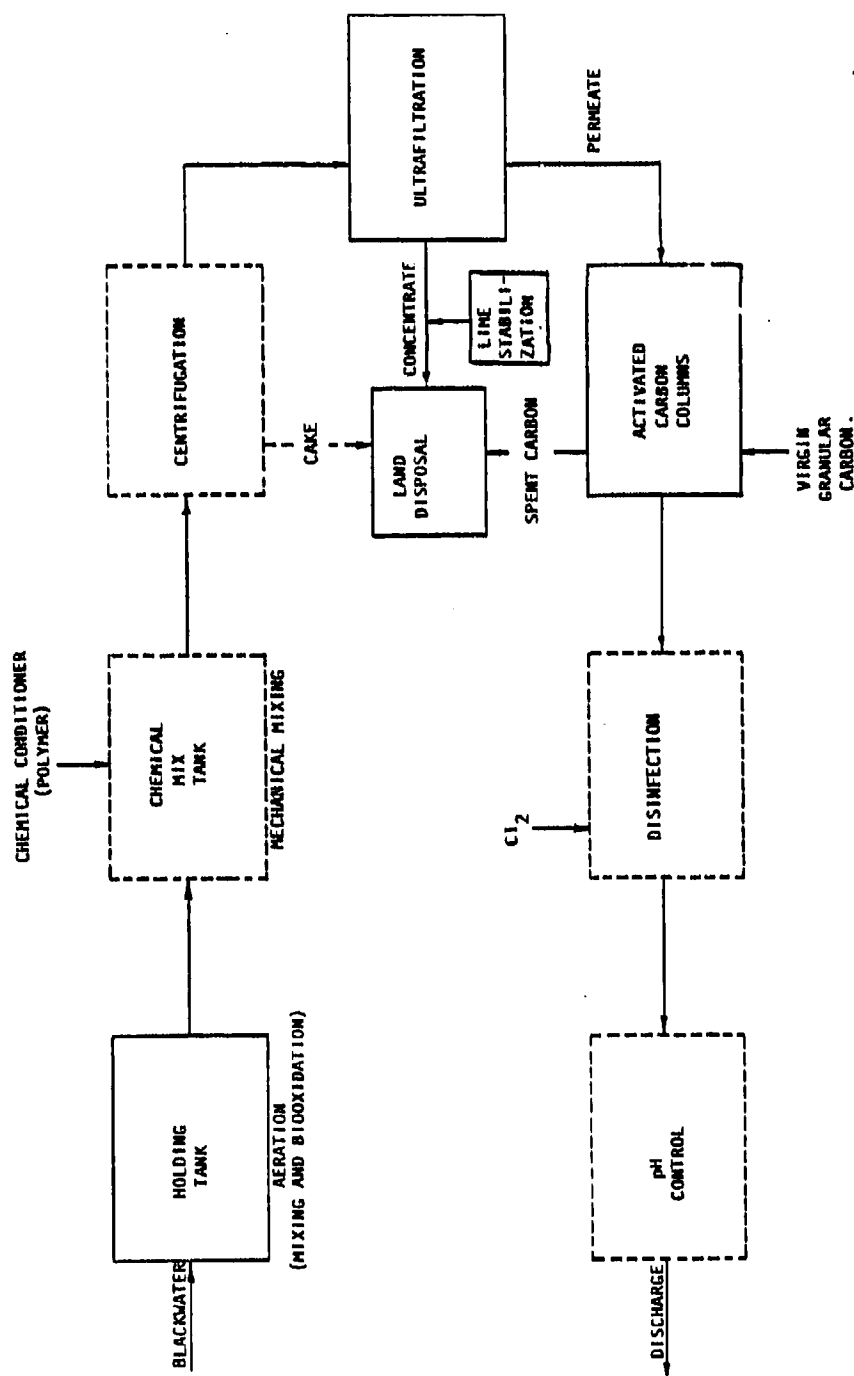 BLACKWATER
HOLDING
TANK
AERATION
(MIXING AND BIOOXIDATION)
CHEMICAL CONDITIONER
(POLYMER)
CHEMICAL
MIX
TANK
MECHANICAL MIXING
CENTRIFUGATION
CAKE
ULTRAFILTRATION
CONCENTRATE
LIME
STABILI-
ZATION
LAND
DISPOSAL
PERMEATE
SPENT CARBON
ACTIVATED
CARBON
COLUMNS
VIRGIN
GRANULAR
CARBON.
Cl2
DISINFECTION
pH
CONTROL
DISCHARGE